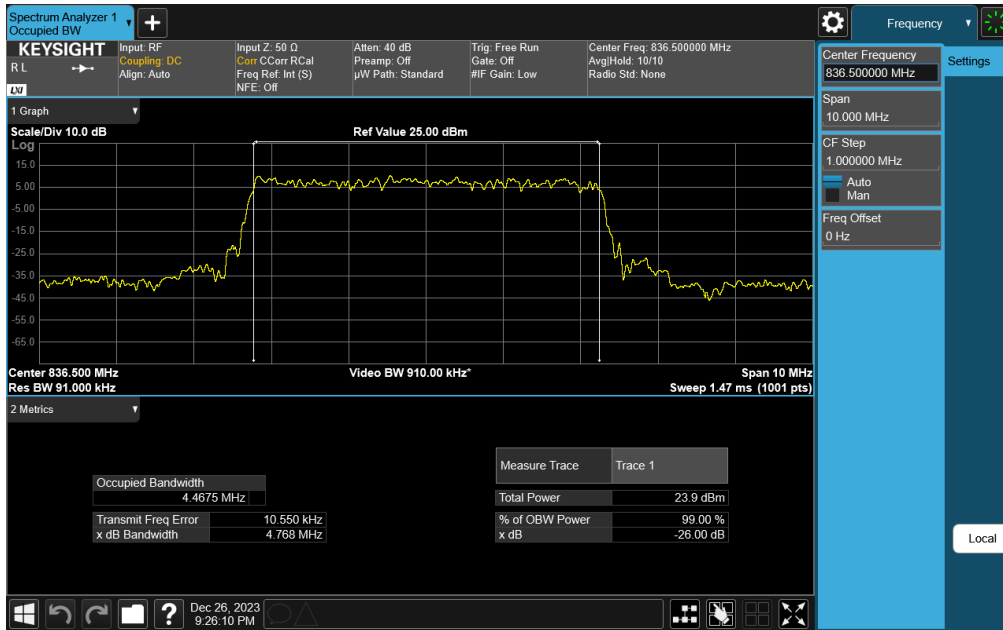 Spectrum Analyzer 1
Occupied BW
Frequency
KEYSIGHT
R L
LXI
Input: RF
Coupling: DC
Align: Auto
Input Z: 50 Ω
Corr CCorr RCal
Freq Ref: Int (S)
NFE: Off
Atten: 40 dB
Preamp: Off
µW Path: Standard
Trig: Free Run
Gate: Off
#IF Gain: Low
Center Freq: 836.500000 MHz
Avg|Hold: 10/10
Radio Std: None
Center Frequency
836.500000 MHz
Settings
Span
10.000 MHz
CF Step
1.000000 MHz
Auto
Man
Freq Offset
0 Hz
Local
1 Graph
Scale/Div 10.0 dB
Ref Value 25.00 dBm
Log
15.0
5.00
-5.00
-15.0
-25.0
-35.0
-45.0
-55.0
-65.0
Center 836.500 MHz
Video BW 910.00 kHz*
Span 10 MHz
Res BW 91.000 kHz
Sweep 1.47 ms (1001 pts)
2 Metrics
Measure Trace Trace 1
Occupied Bandwidth
4.4675 MHz
Total Power 23.9 dBm
Transmit Freq Error 10.550 kHz
% of OBW Power 99.00 %
x dB Bandwidth 4.768 MHz
x dB -26.00 dB
?
Dec 26, 2023
9:26:10 PM